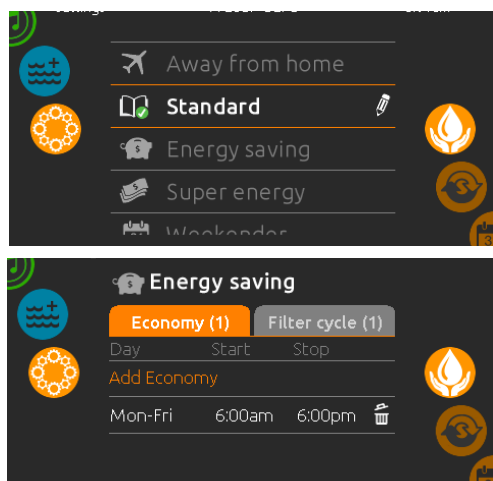 Away from home
Standard
Energy saving
Super energy
Weekender
Energy saving
Economy (1) Filter cycle (1)
Day Start Stop
Add Economy
Mon-Fri 6:00am 6:00pm